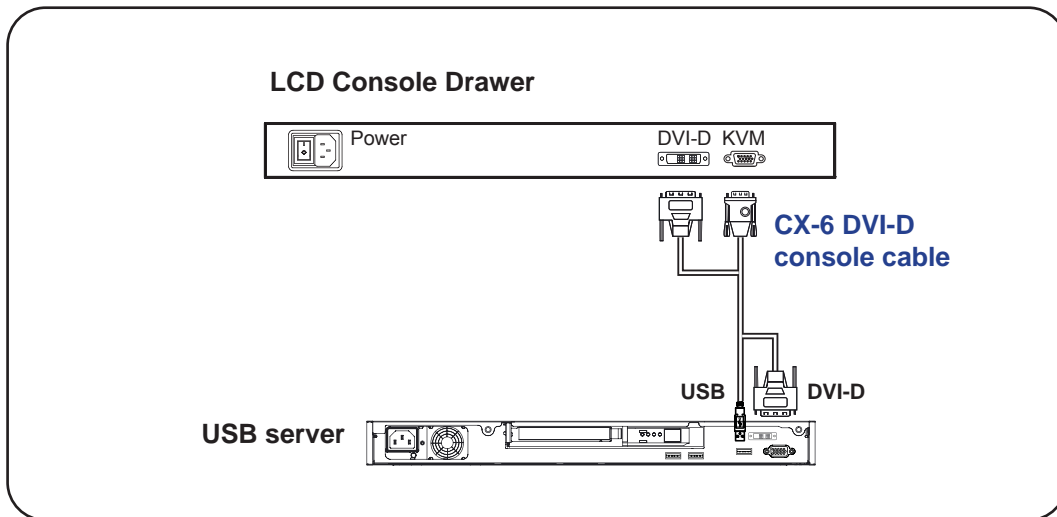 LCD Console Drawer
Power
DVI-D KVM
CX-6 DVI-D
console cable
USB
DVI-D
USB server